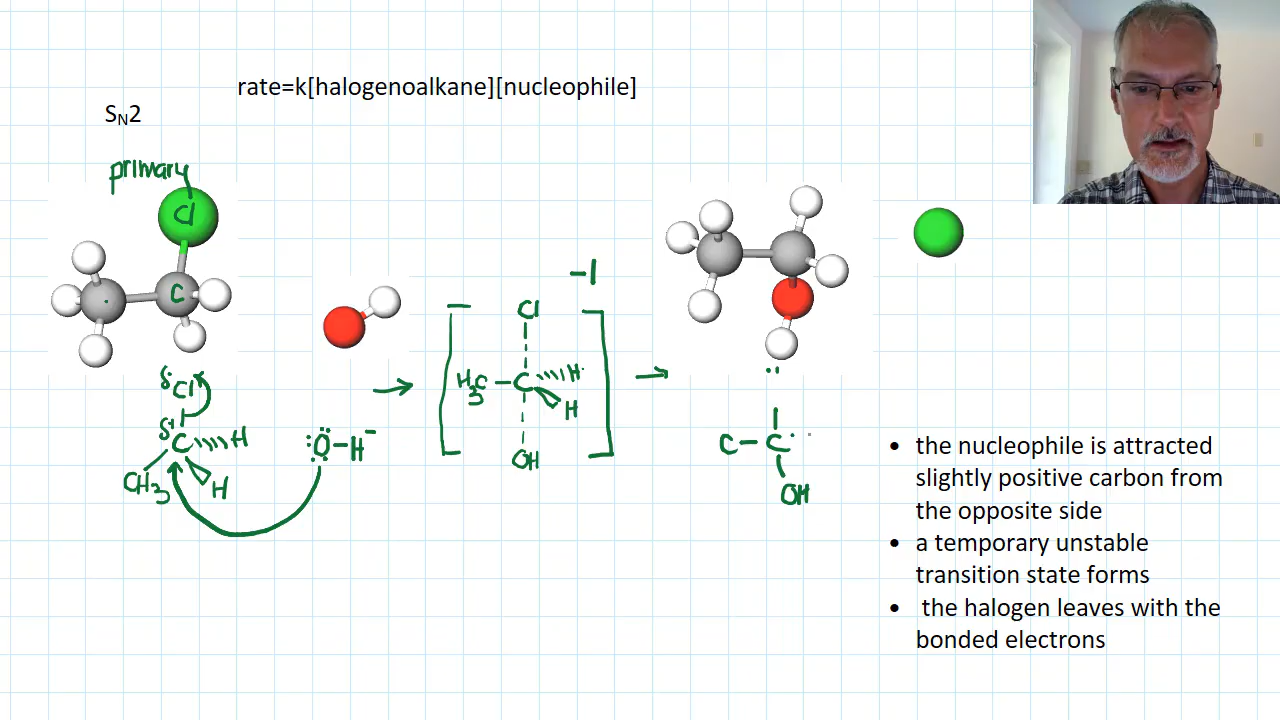 rate=k[halogenoalkane][nucleophile]
SN2
primary
Cl
C
-1
Cl
H3C-C H
H
OH
δ- Cl
δ+ C H
CH3 H
:Ö-H-
C-C
OH
• the nucleophile is attracted
slightly positive carbon from
the opposite side
• a temporary unstable
transition state forms
• the halogen leaves with the
bonded electrons